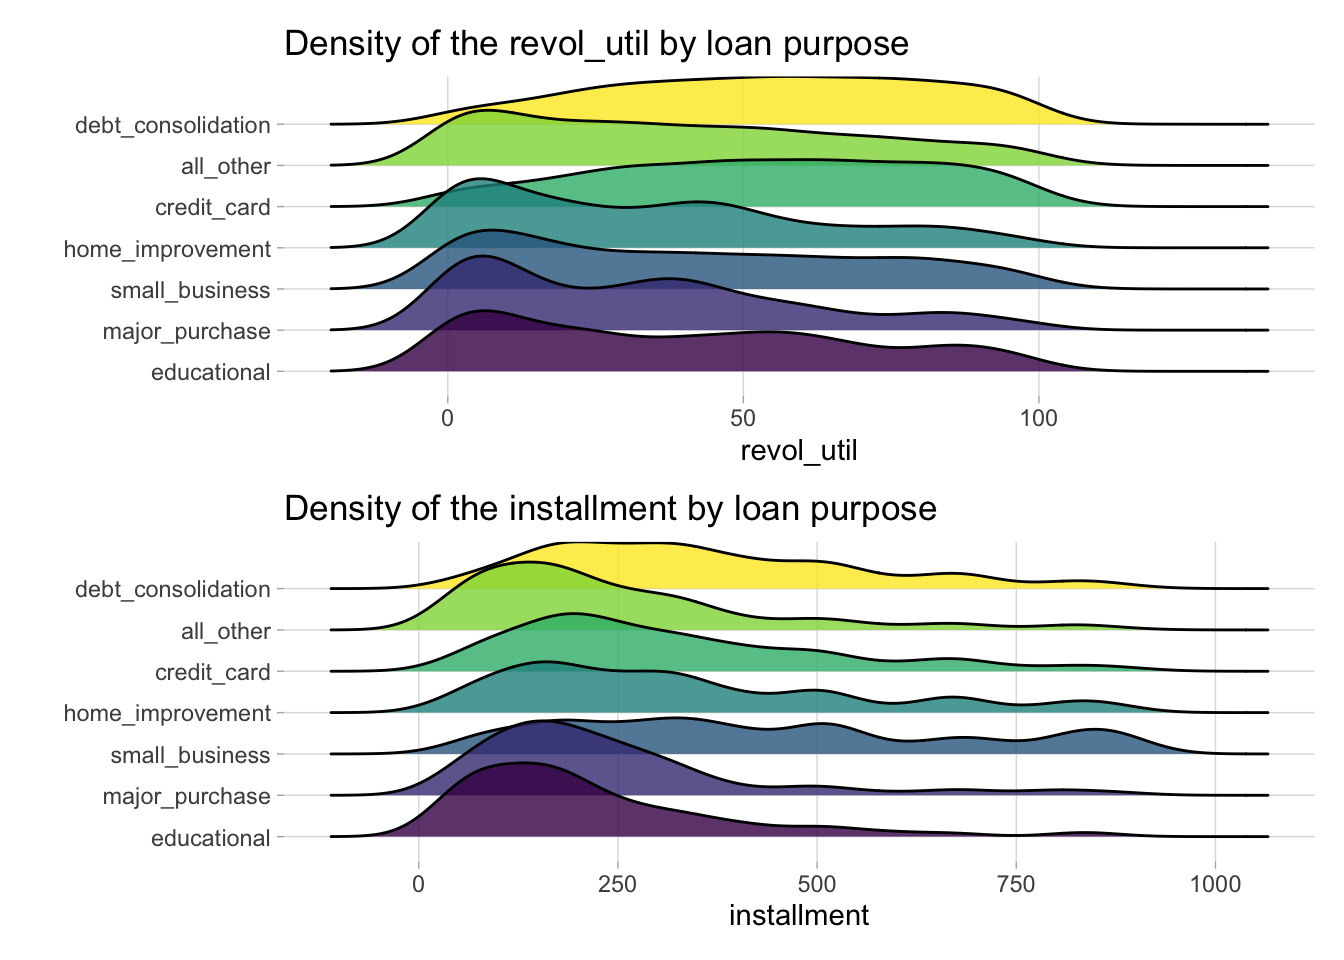 Density of the revol_util by loan purpose
debt_consolidation
all_other
credit_card
home_improvement
small_business
major_purchase
educational
0 50 100
revol_util
Density of the installment by loan purpose
debt_consolidation
all_other
credit_card
home_improvement
small_business
major_purchase
educational
0 250 500 750 1000
installment